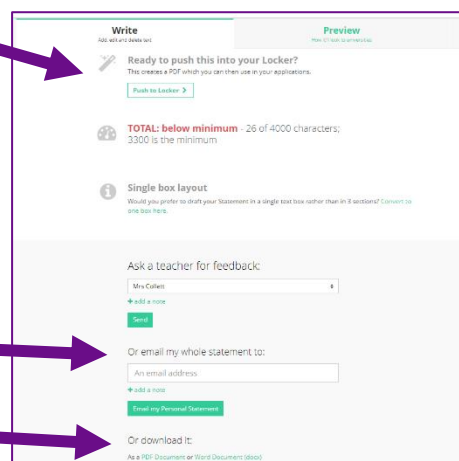 Write
Add, edit and delete text
Preview
Ready to push this into your Locker?
This creates a PDF which you can then use in your applications.
Push to Locker
TOTAL: below minimum - 26 of 4000 characters;
3300 is the minimum
Single box layout
Would you prefer to draft your Statement in a single text box rather than in 8 sections? Convert to
one box here.
Ask a teacher for feedback:
Mrs Collett
+ add a note
Send
Or email my whole statement to:
An email address
+ add a note
Email my Personal Statement
Or download it:
As a PDF Document or Word Document (docx)